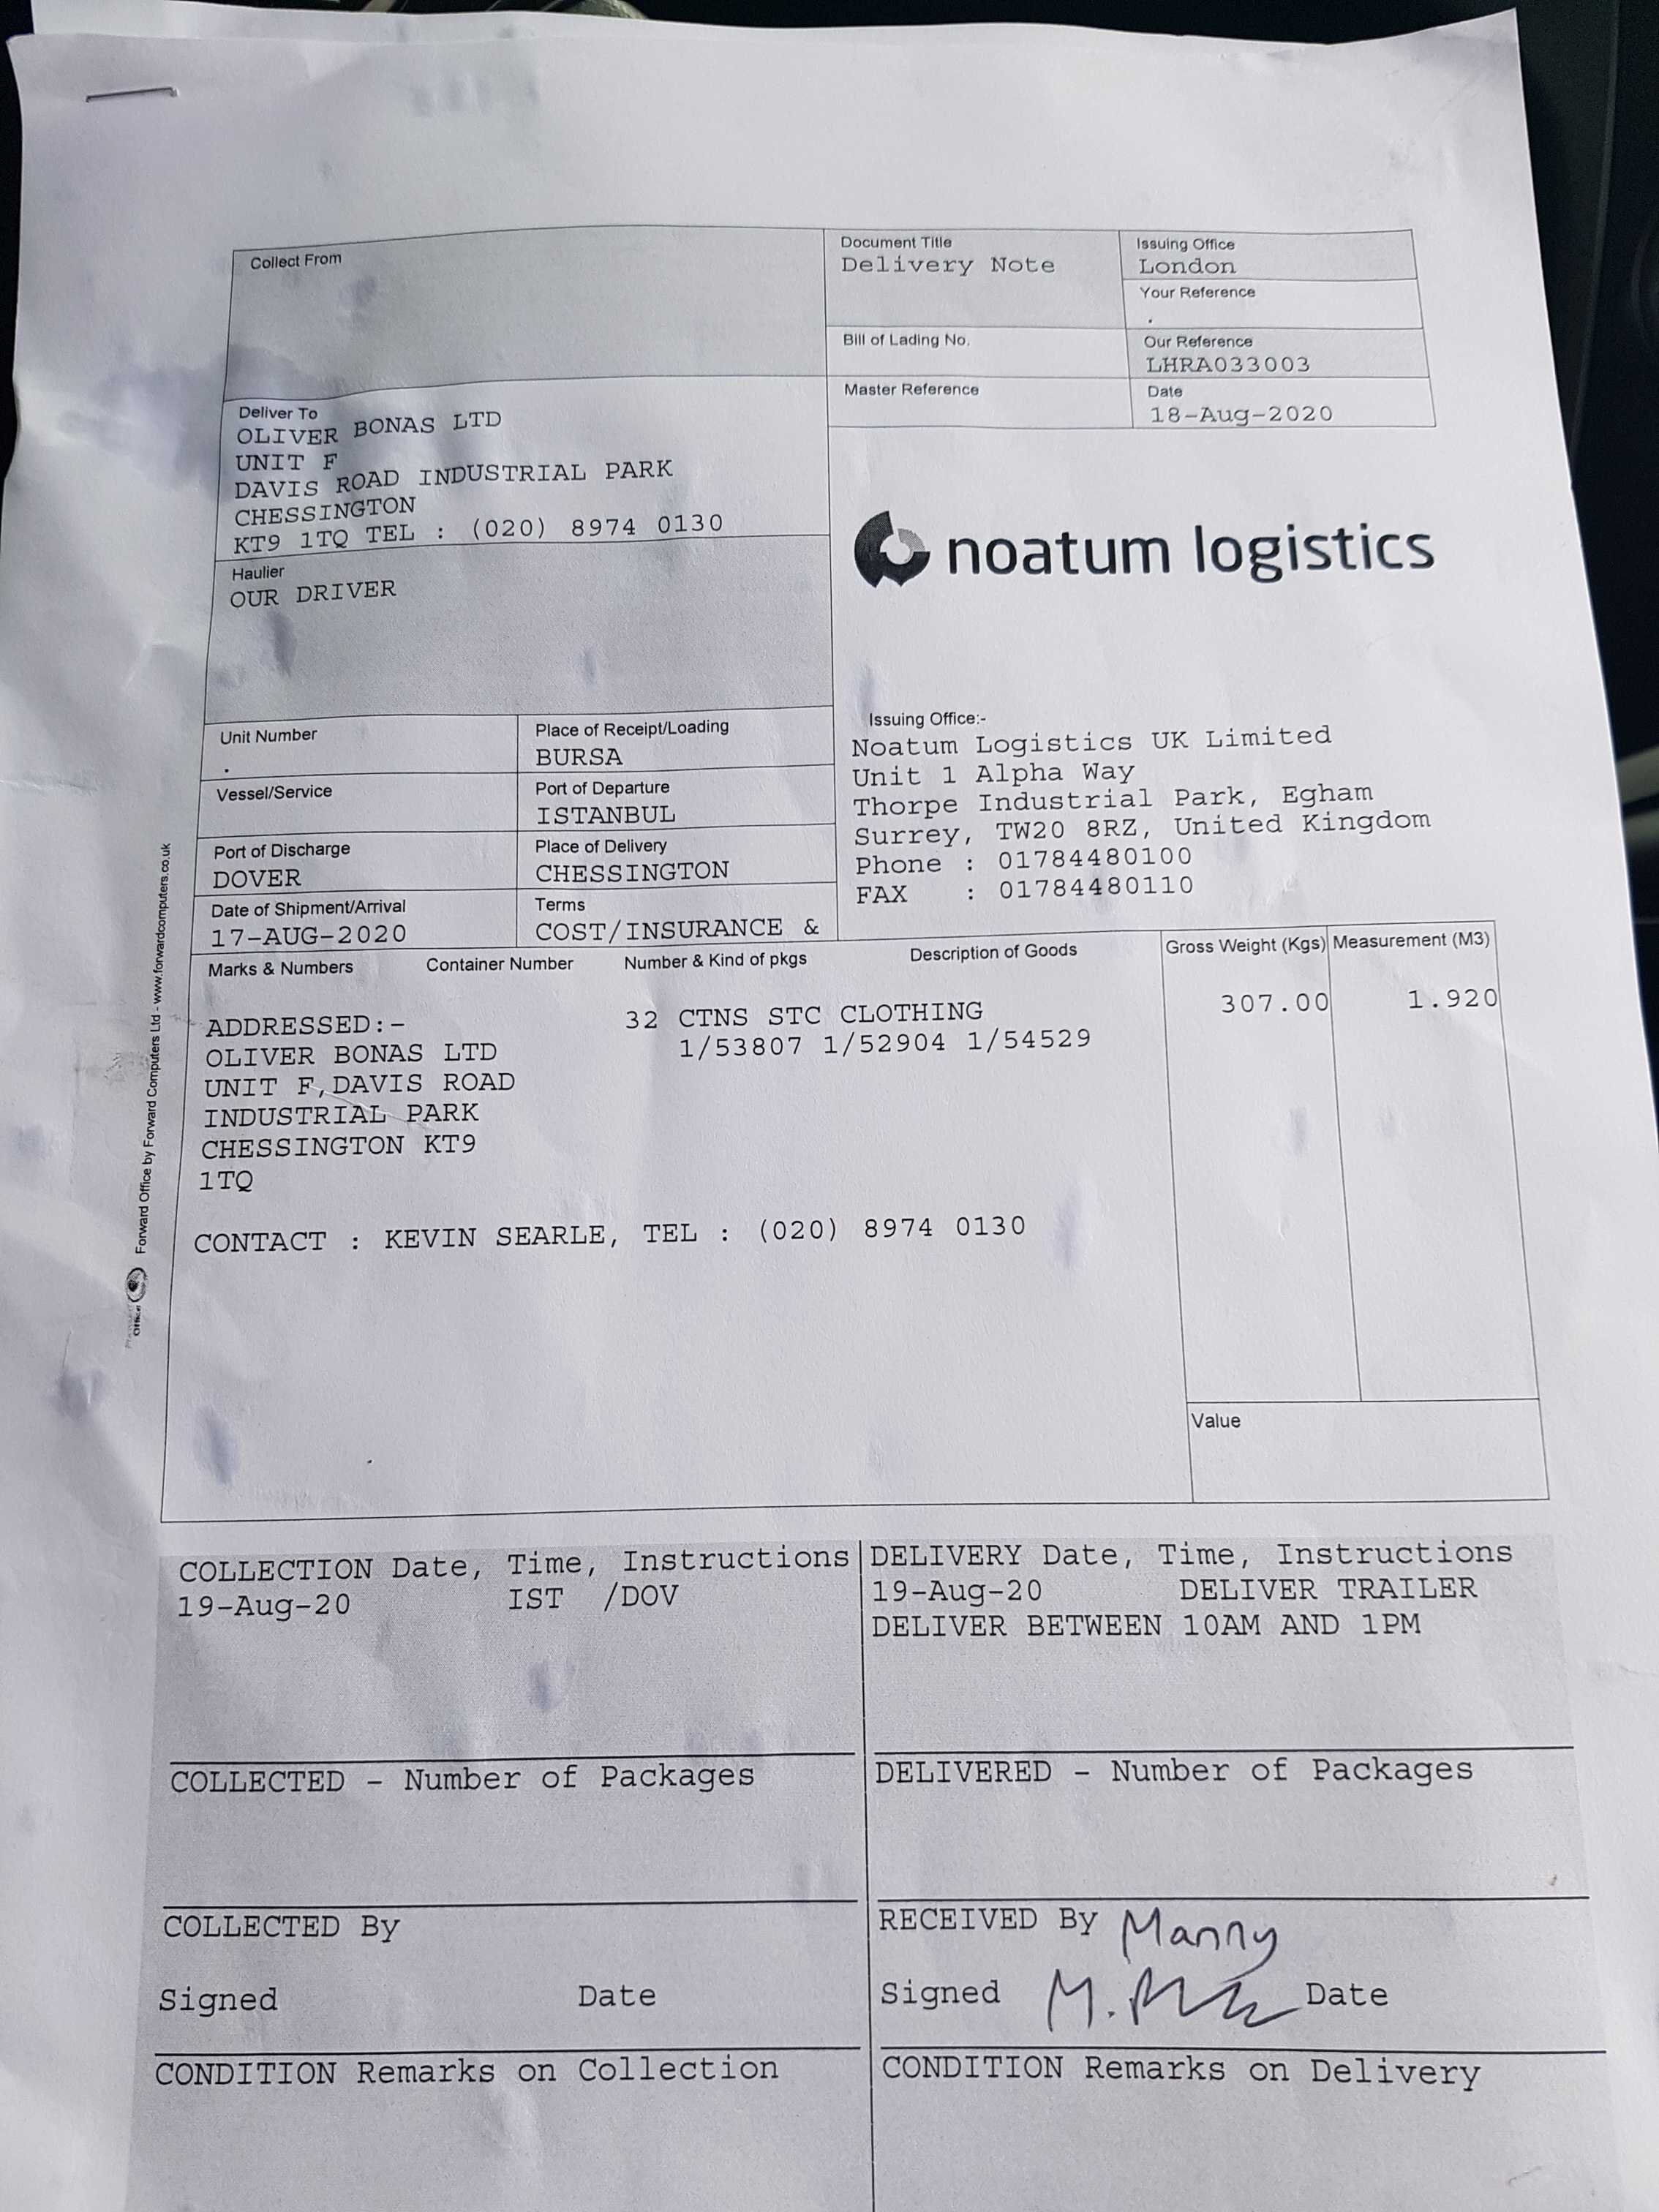 Collect From
Document Title
Delivery Note
Issuing Office
London
Your Reference
.
Bill of Lading No.
Our Reference
LHRA033003
Master Reference
Date
18-Aug-2020
Deliver To
OLIVER BONAS LTD
UNIT F
DAVIS ROAD INDUSTRIAL PARK
CHESSINGTON
KT9 1TQ TEL : (020) 8974 0130
Haulier
OUR DRIVER
noatum logistics
Unit Number
.
Place of Receipt/Loading
BURSA
Vessel/Service
Port of Departure
ISTANBUL
Port of Discharge
DOVER
Place of Delivery
CHESSINGTON
Date of Shipment/Arrival
17-AUG-2020
Terms
COST/INSURANCE &
Issuing Office:-
Noatum Logistics UK Limited
Unit 1 Alpha Way
Thorpe Industrial Park, Egham
Surrey, TW20 8RZ, United Kingdom
Phone : 01784480100
FAX : 01784480110
Marks & Numbers Container Number Number & Kind of pkgs Description of Goods Gross Weight (Kgs) Measurement (M3)
ADDRESSED:- 32 CTNS STC CLOTHING 307.00 1.920
OLIVER BONAS LTD 1/53807 1/52904 1/54529
UNIT F, DAVIS ROAD
INDUSTRIAL PARK
CHESSINGTON KT9
1TQ
CONTACT : KEVIN SEARLE, TEL : (020) 8974 0130
Value
Forward Office by Forward Computers Ltd - www.forwardcomputers.co.uk
Office
COLLECTION Date, Time, Instructions
19-Aug-20 IST /DOV
DELIVERY Date, Time, Instructions
19-Aug-20 DELIVER TRAILER
DELIVER BETWEEN 10AM AND 1PM
COLLECTED - Number of Packages
DELIVERED - Number of Packages
COLLECTED By
RECEIVED By Manny
Signed Date
Signed M. Date
CONDITION Remarks on Collection
CONDITION Remarks on Delivery